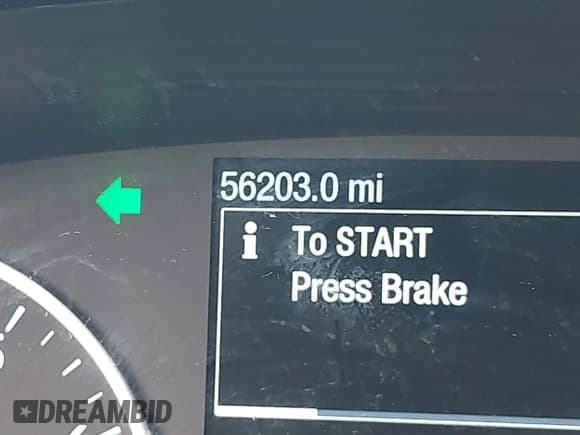 56203.0 mi
i To START
Press Brake
DREAMBID